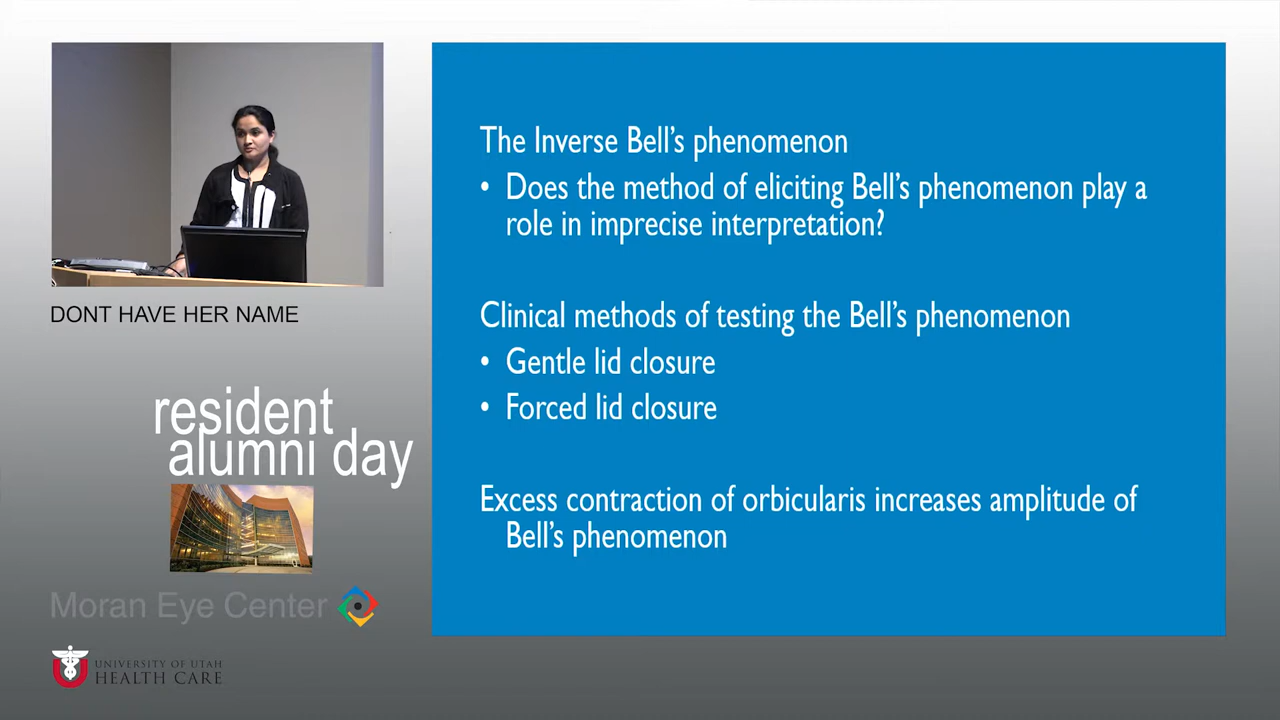 The Inverse Bell's phenomenon
• Does the method of eliciting Bell's phenomenon play a
role in imprecise interpretation?
Clinical methods of testing the Bell's phenomenon
• Gentle lid closure
• Forced lid closure
Excess contraction of orbicularis increases amplitude of
Bell's phenomenon
DONT HAVE HER NAME
resident
alumni day
Moran Eye Center
UNIVERSITY OF UTAH
HEALTH CARE